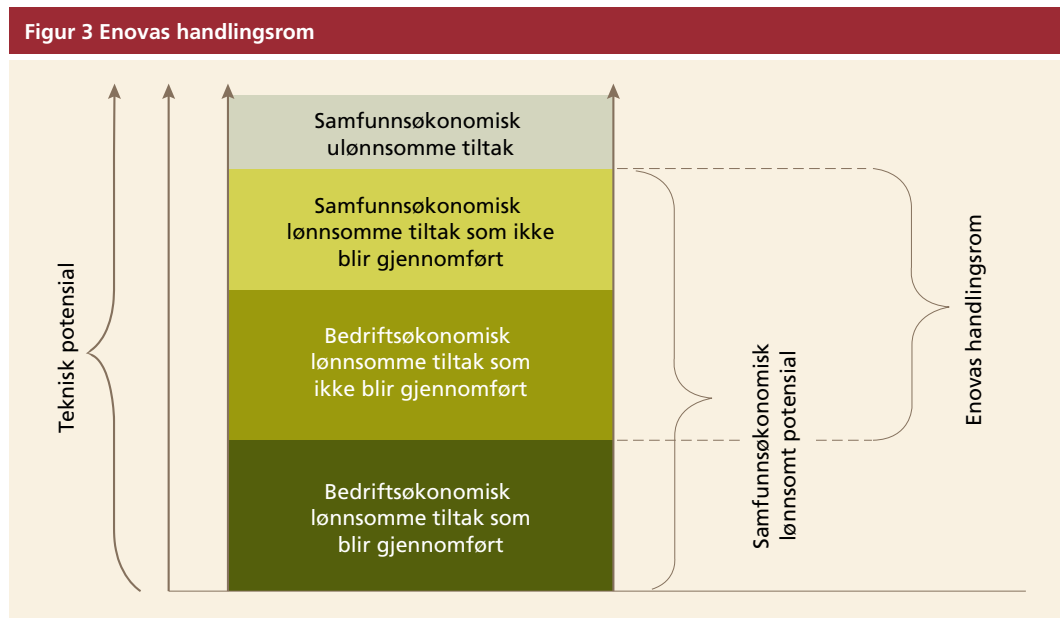 Figur 3 Enovas handlingsrom
Teknisk potensial
Samfunnsøkonomisk
ulønnsomme tiltak
Samfunnsøkonomisk
lønnsomme tiltak som ikke
blir gjennomført
Bedriftsøkonomisk
lønnsomme tiltak som
ikke blir gjennomført
Bedriftsøkonomisk
lønnsomme tiltak som
blir gjennomført
Samfunnsøkonomisk
lønnsomt potensial
Enovas handlingsrom